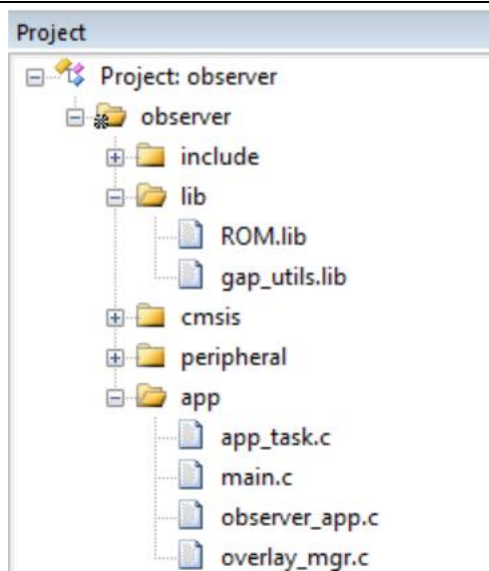 Project
Project: observer
observer
include
lib
ROM.lib
gap_utils.lib
cmsis
peripheral
app
app_task.c
main.c
observer_app.c
overlay_mgr.c